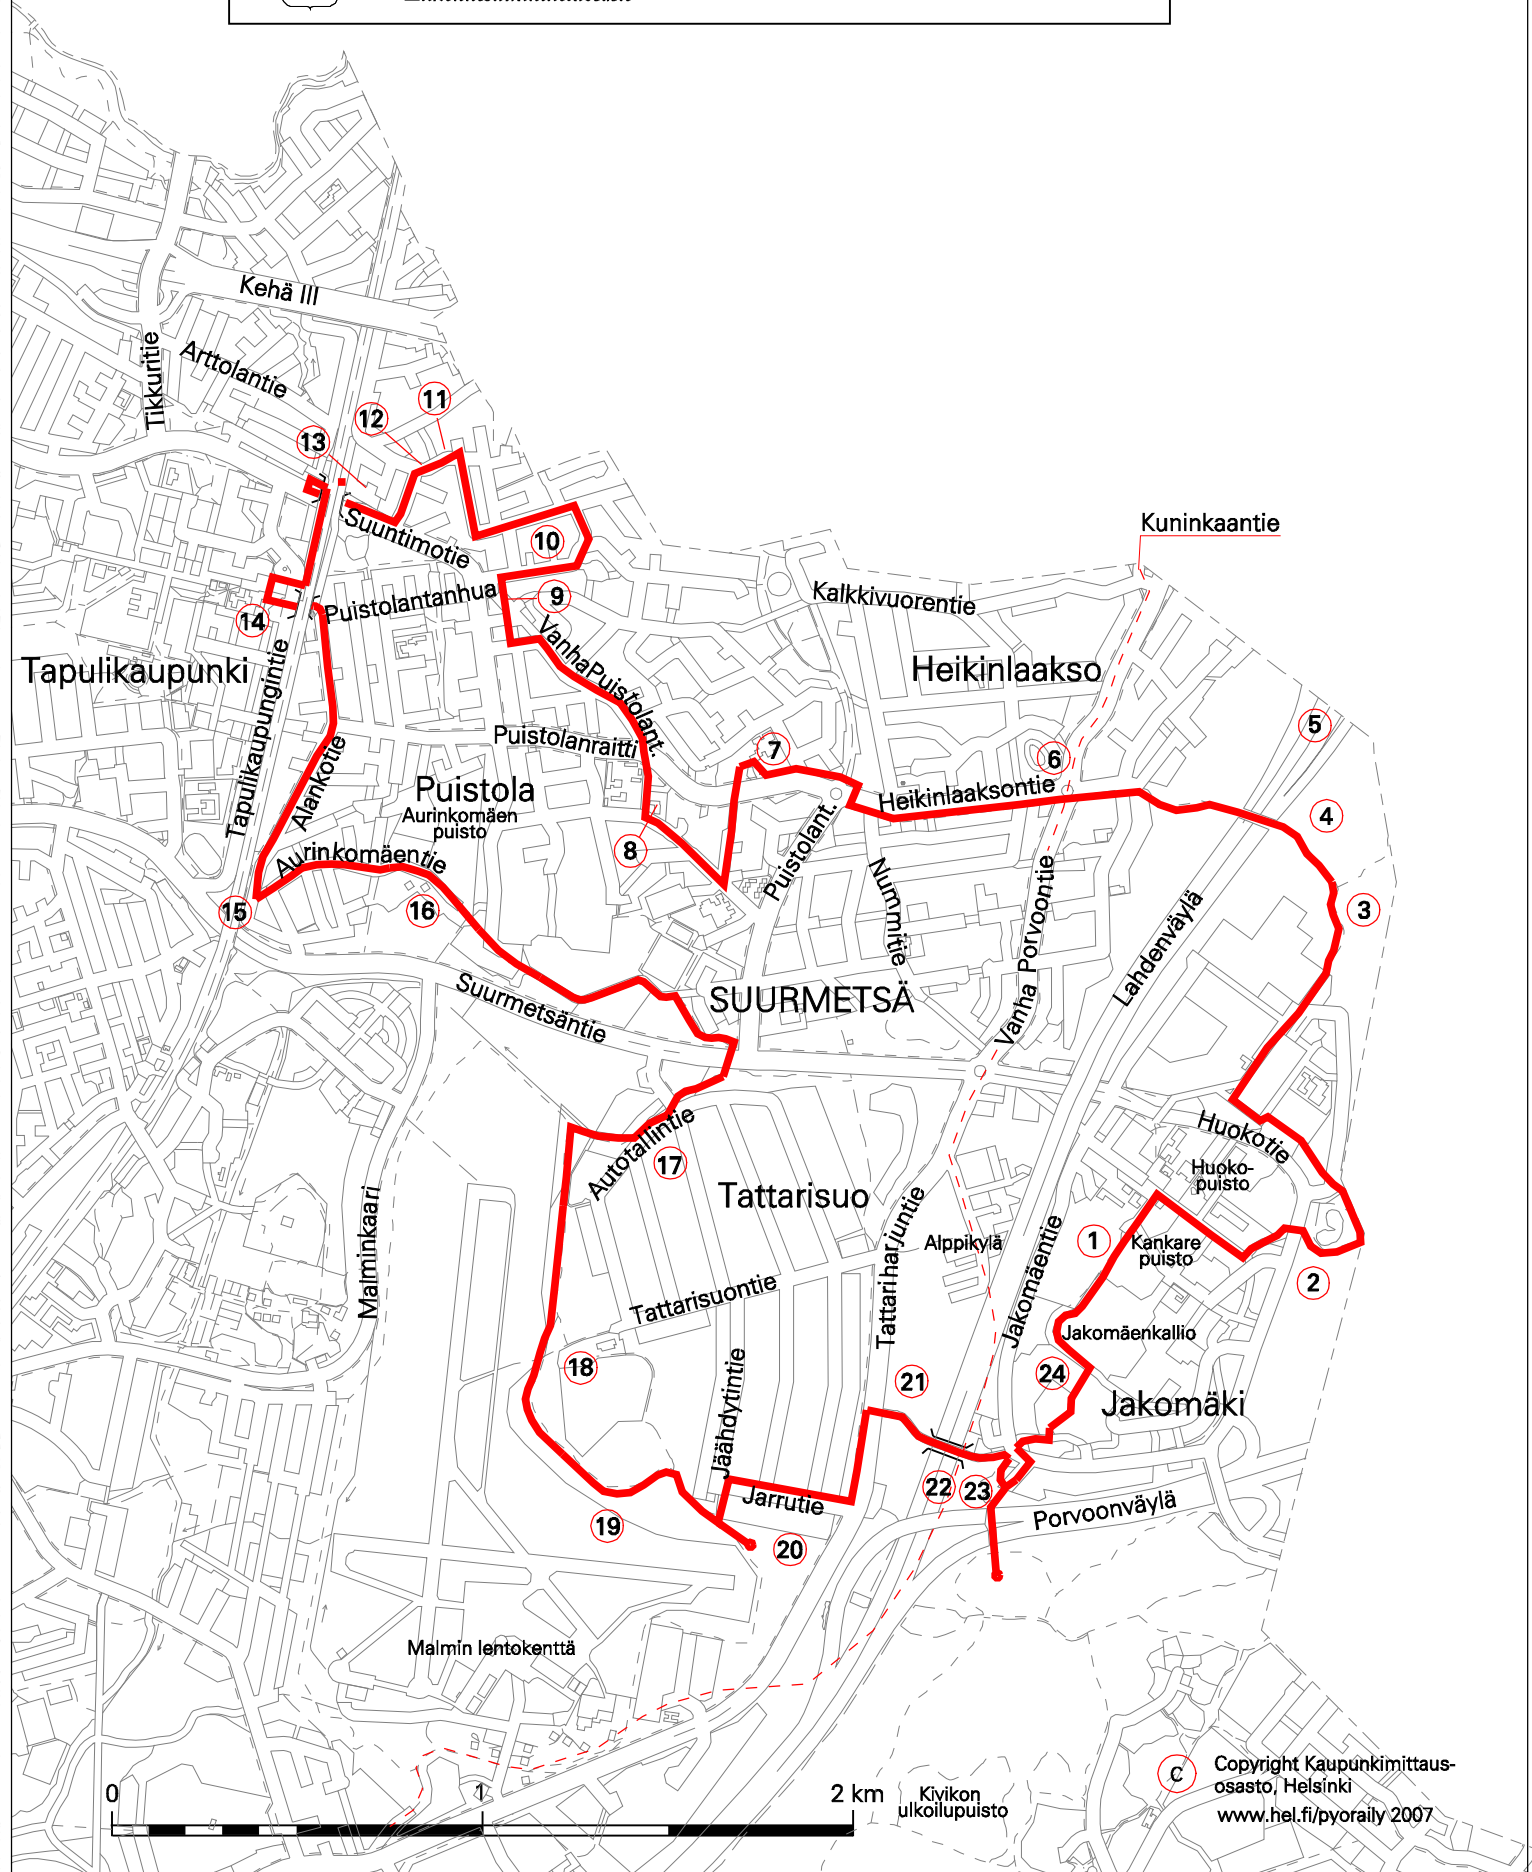 Kehä III
Arttolantie
Tikkuritie
11
12
13
Suuntimotie
10
Kuninkaantie
Puistolantanhua
9
Kalkkivuorentie
14
VanhaPuistolant.
Tapulikaupunki
Heikinlaakso
Tapulikaupungintie
Puistolanraitti
5
7
6
Alankotie
Puistola
Aurinkomäen
puisto
Heikinlaaksontie
4
8
Aurinkomäentie
Puistolant.
Nummitie
15
16
3
Vanha Porvoontie
Lahdenväylä
SUURMETSÄ
Suurmetsäntie
Huokotie
Autotallintie
17
Huoko-
puisto
Tattarisuo
Malminkaari
Tattariharjuntie
Alppikylä
Jakomäentie
1
Kankare
puisto
2
Tattarisuontie
Jakomäenkallio
18
24
21
Jäähdytintie
Jakomäki
22
23
Jarrutie
Porvoonväylä
19
20
Malmin lentokenttä
C
Copyright Kaupunkimittaus-
osasto, Helsinki
www.hel.fi/pyoraily 2007
0
1
2 km
Kivikon
ulkoilupuisto